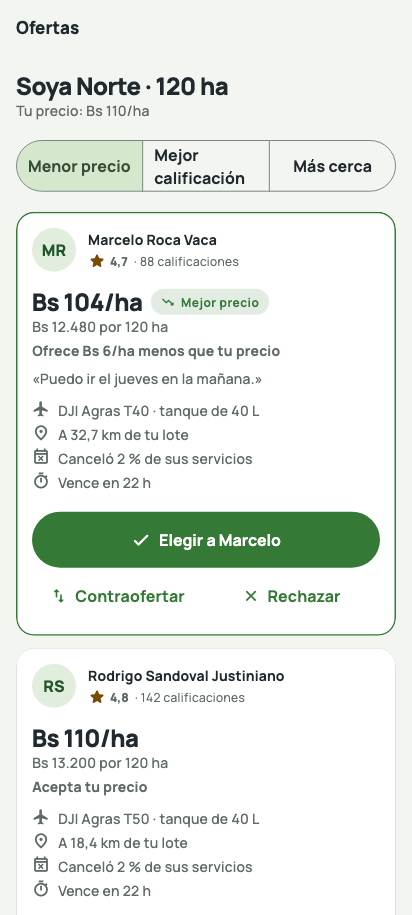 Ofertas
Soya Norte · 120 ha
Tu precio: Bs 110/ha
Menor precio
Mejor
calificación
Más cerca
MR
Marcelo Roca Vaca
4,7 · 88 calificaciones
Bs 104/ha
Mejor precio
Bs 12.480 por 120 ha
Ofrece Bs 6/ha menos que tu precio
«Puedo ir el jueves en la mañana.»
DJI Agras T40 · tanque de 40 L
A 32,7 km de tu lote
Canceló 2 % de sus servicios
Vence en 22 h
Elegir a Marcelo
Contraofertar
Rechazar
RS
Rodrigo Sandoval Justiniano
4,8 · 142 calificaciones
Bs 110/ha
Bs 13.200 por 120 ha
Acepta tu precio
DJI Agras T50 · tanque de 40 L
A 18,4 km de tu lote
Canceló 2 % de sus servicios
Vence en 22 h